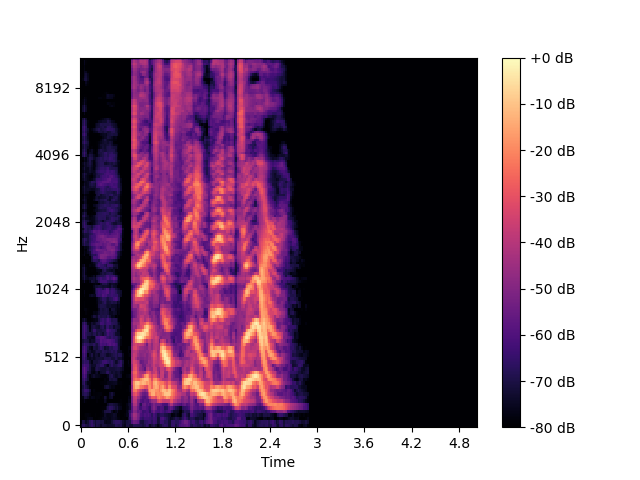 8192
4096
2048
1024
512
0
Hz
0 0.6 1.2 1.8 2.4 3 3.6 4.2 4.8
Time
+0 dB
-10 dB
-20 dB
-30 dB
-40 dB
-50 dB
-60 dB
-70 dB
-80 dB